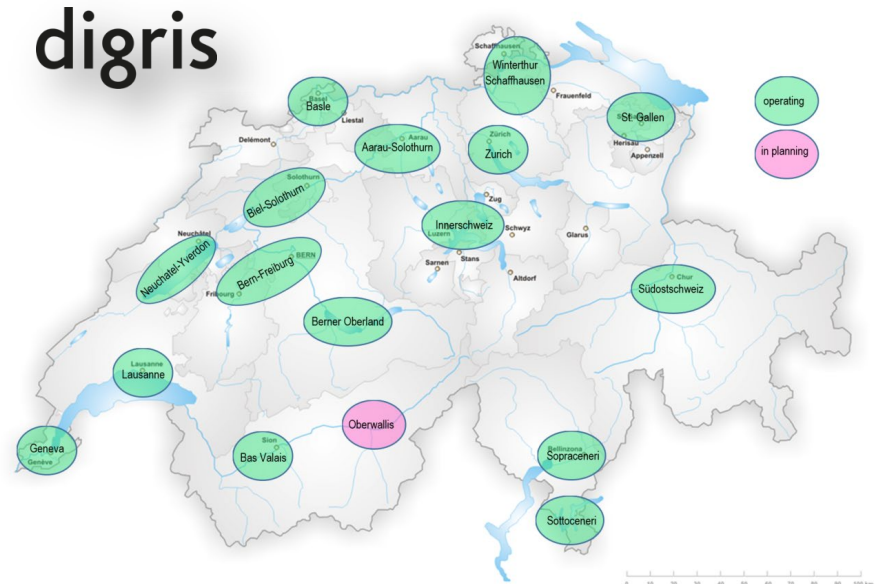 digris
Schaffhausen
Winterthur
Schaffhausen
Frauenfeld
operating
Basel
Basle
Liestal
St. Gallen
Herisau
Appenzell
in planning
Delémont
Aarau
Aarau-Solothurn
Zürich
Zurich
Solothurn
Biel-Solothurn
Zug
Innerschweiz
Luzern
Schwyz
Glarus
Neuchâtel
Neuchatel-Yverdon
BERN
Bern-Freiburg
Fribourg
Sarnen
Stans
Altdorf
Chur
Südostschweiz
Berner Oberland
Lausanne
Lausanne
Oberwallis
Sion
Bas Valais
Geneva
Genève
Bellinzona
Sopraceneri
Sottoceneri